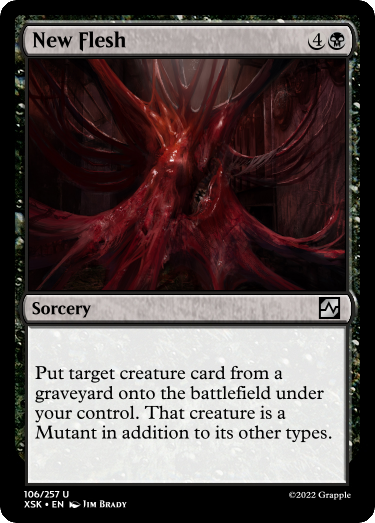 New Flesh 4
Sorcery
Put target creature card from a
graveyard onto the battlefield under
your control. That creature is a
Mutant in addition to its other types.
106/257 U
XSK • EN Jim Brady
©2022 Grapple